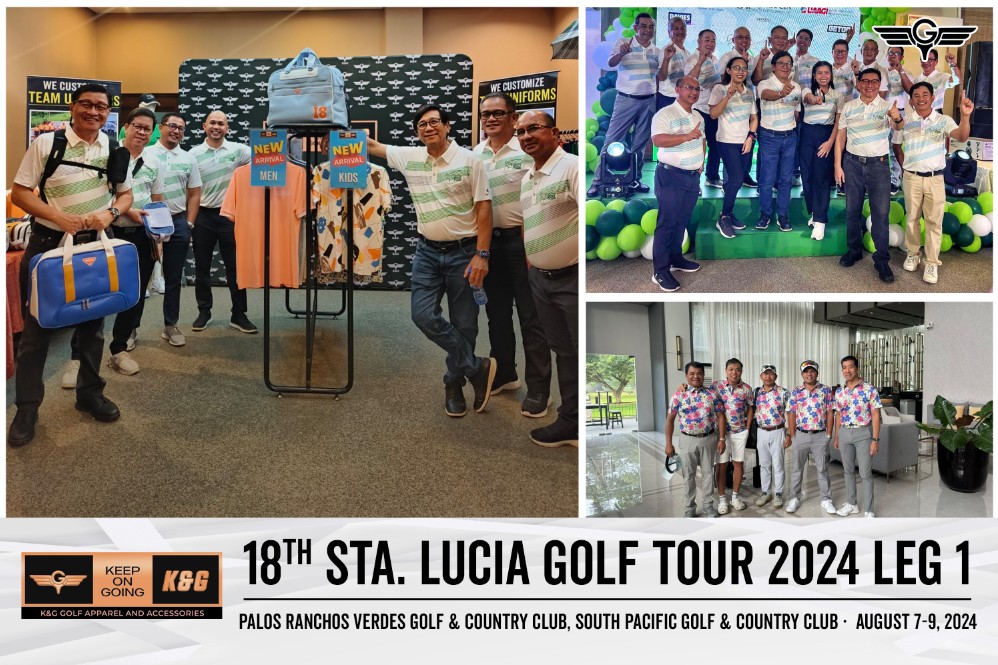 WE CUSTOMIZE
TEAM U
WE CUSTOMIZE
IFORMS
18
NEW
ARRIVAL
MEN
NEW
ARRIVAL
KIDS
DAVIES
G
G
KEEP
ON
GOING
K&G
K&G GOLF APPAREL AND ACCESSORIES
18TH STA. LUCIA GOLF TOUR 2024 LEG 1
PALOS RANCHOS VERDES GOLF & COUNTRY CLUB, SOUTH PACIFIC GOLF & COUNTRY CLUB · AUGUST 7-9, 2024